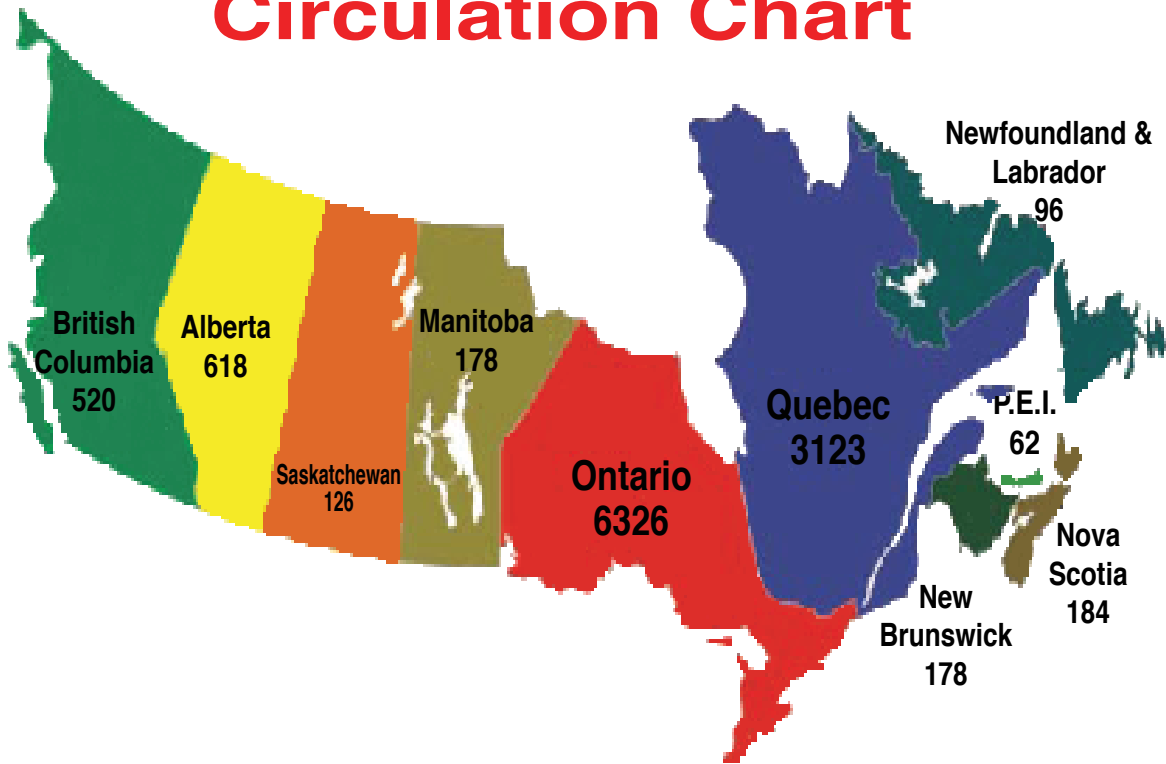 Circulation Chart
Newfoundland &
Labrador
96
British
Columbia
520
Alberta
618
Saskatchewan
126
Manitoba
178
Ontario
6326
Quebec
3123
P.E.I.
62
Nova
Scotia
184
New
Brunswick
178